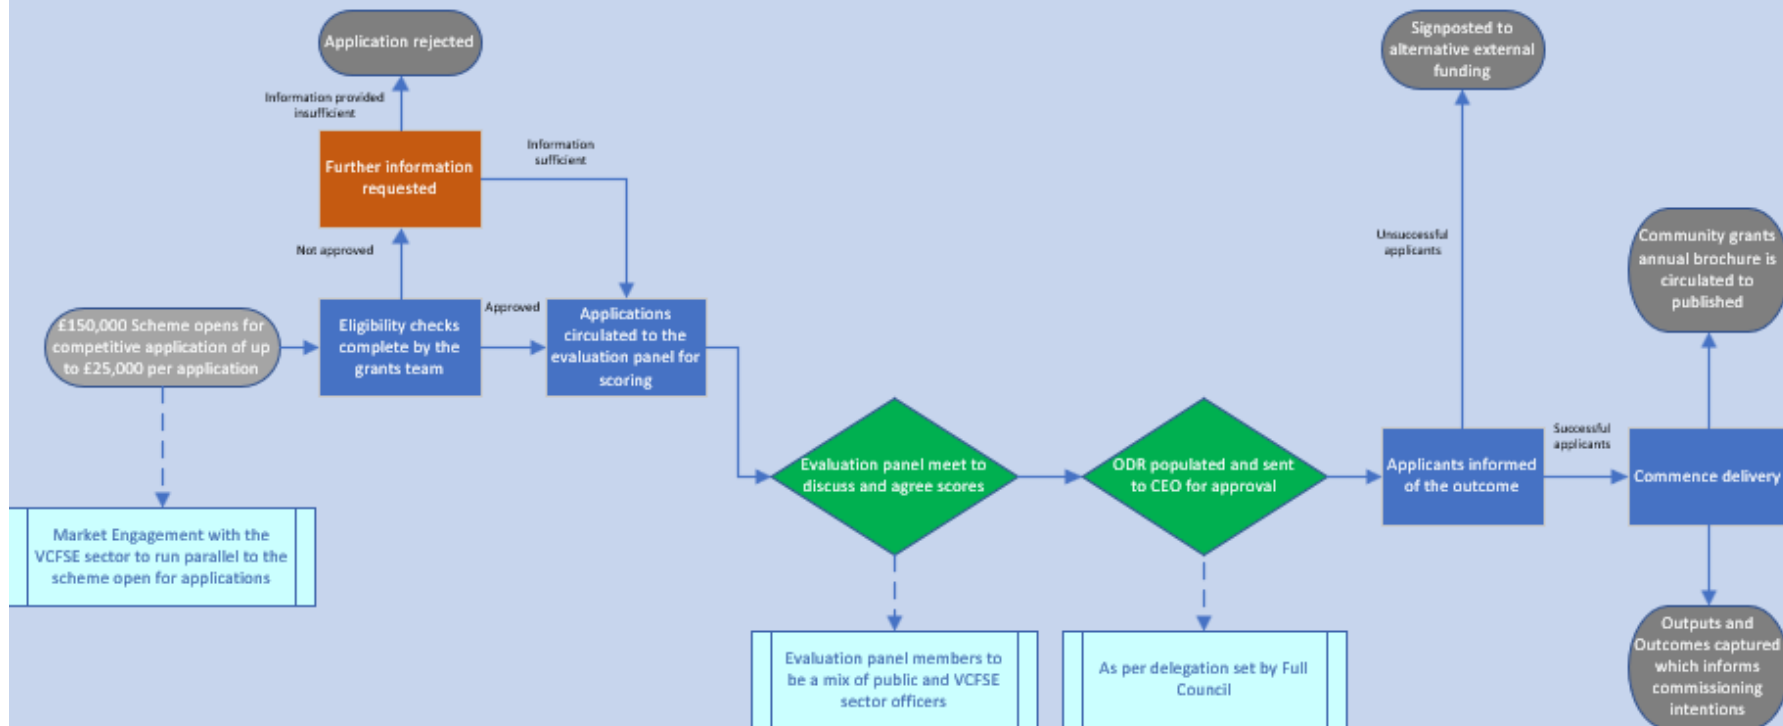 Application rejected
Information provided
insufficient
Further information
requested
Information
sufficient
Not approved
£150,000 Scheme opens for
competitive application of up
to £25,000 per application
Eligibility checks
complete by the
grants team
Approved
Applications
circulated to the
evaluation panel for
scoring
Market Engagement with the
VCFSE sector to run parallel to the
scheme open for applications
Evaluation panel meet to
discuss and agree scores
Evaluation panel members to
be a mix of public and VCFSE
sector officers
ODR populated and sent
to CEO for approval
As per delegation set by Full
Council
Applicants informed
of the outcome
Unsuccessful
applicants
Signposted to
alternative external
funding
Successful
applicants
Commence delivery
Community grants
annual brochure is
circulated to
published
Outputs and
Outcomes captured
which informs
commissioning
intentions